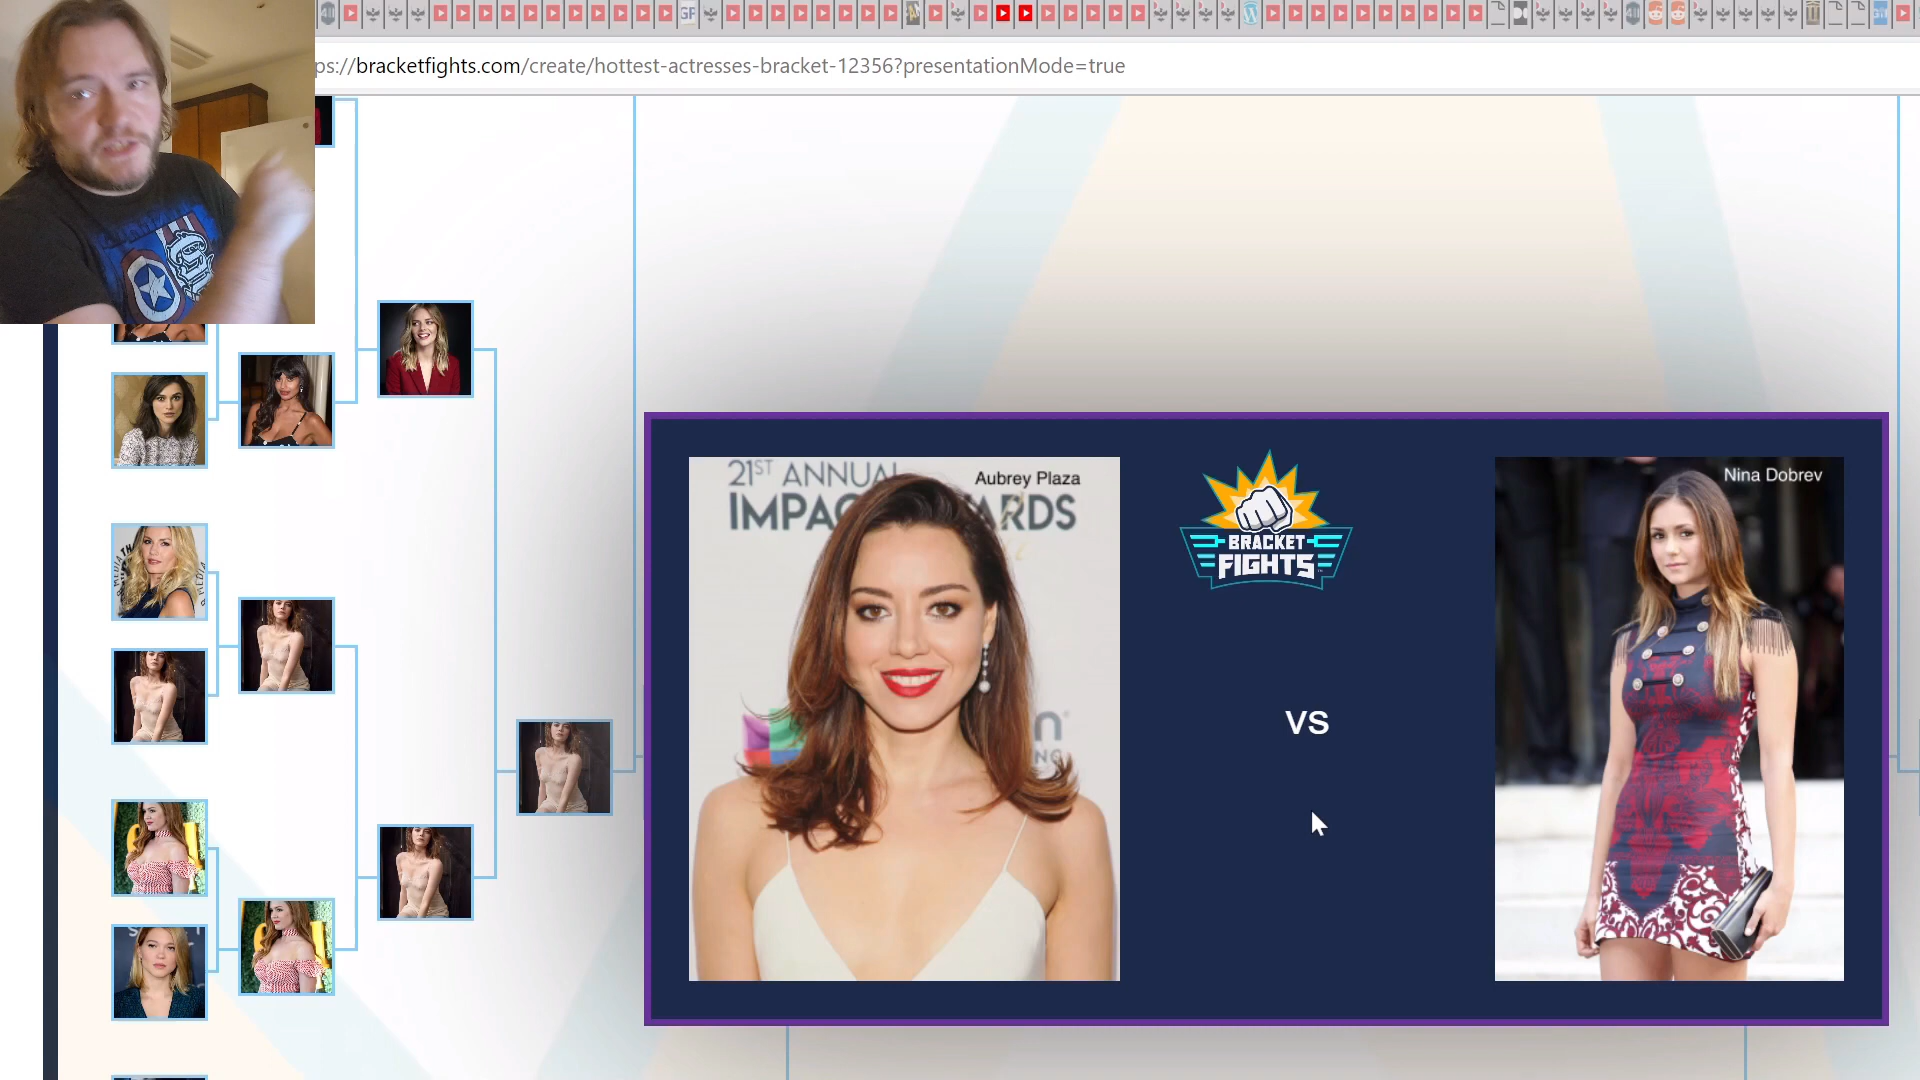 ps://bracketfights.com/create/hottest-actresses-bracket-12356?presentationMode=true
21ST ANNUAL
Aubrey Plaza
IMPAC
ARDS
BRACKET
FIGHTS
VS
Nina Dobrev